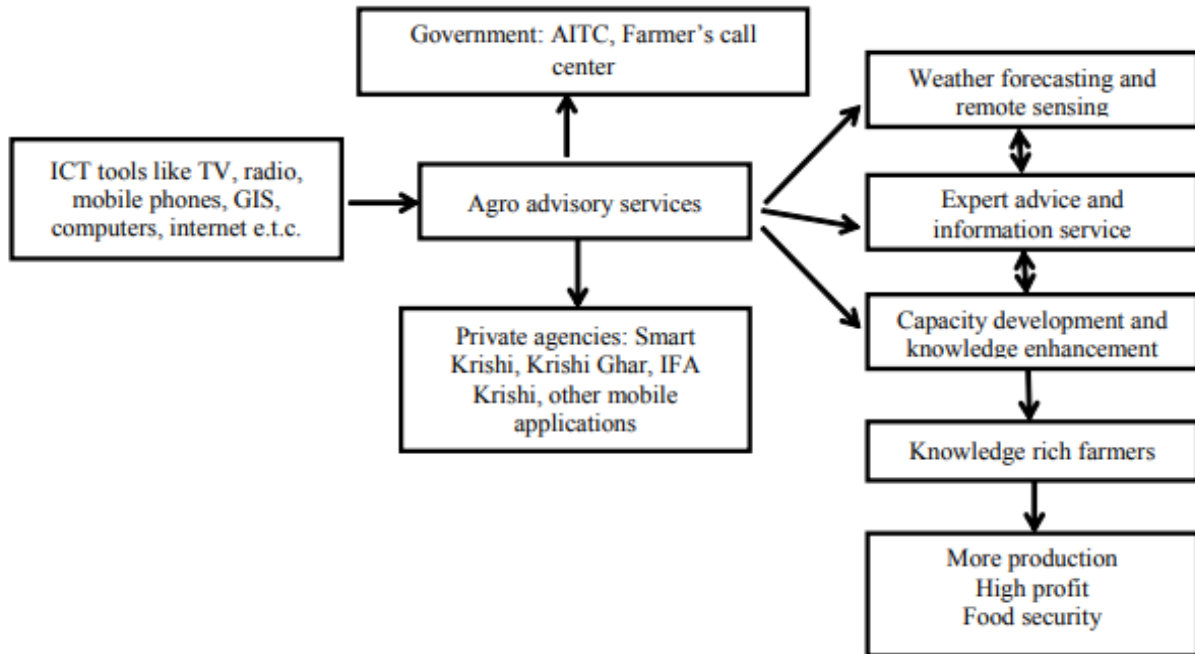 Government: AITC, Farmer's call
center
ICT tools like TV, radio,
mobile phones, GIS,
computers, internet e.t.c.
Agro advisory services
Private agencies: Smart
Krishi, Krishi Ghar, IFA
Krishi, other mobile
applications
Weather forecasting and
remote sensing
Expert advice and
information service
Capacity development and
knowledge enhancement
Knowledge rich farmers
More production
High profit
Food security